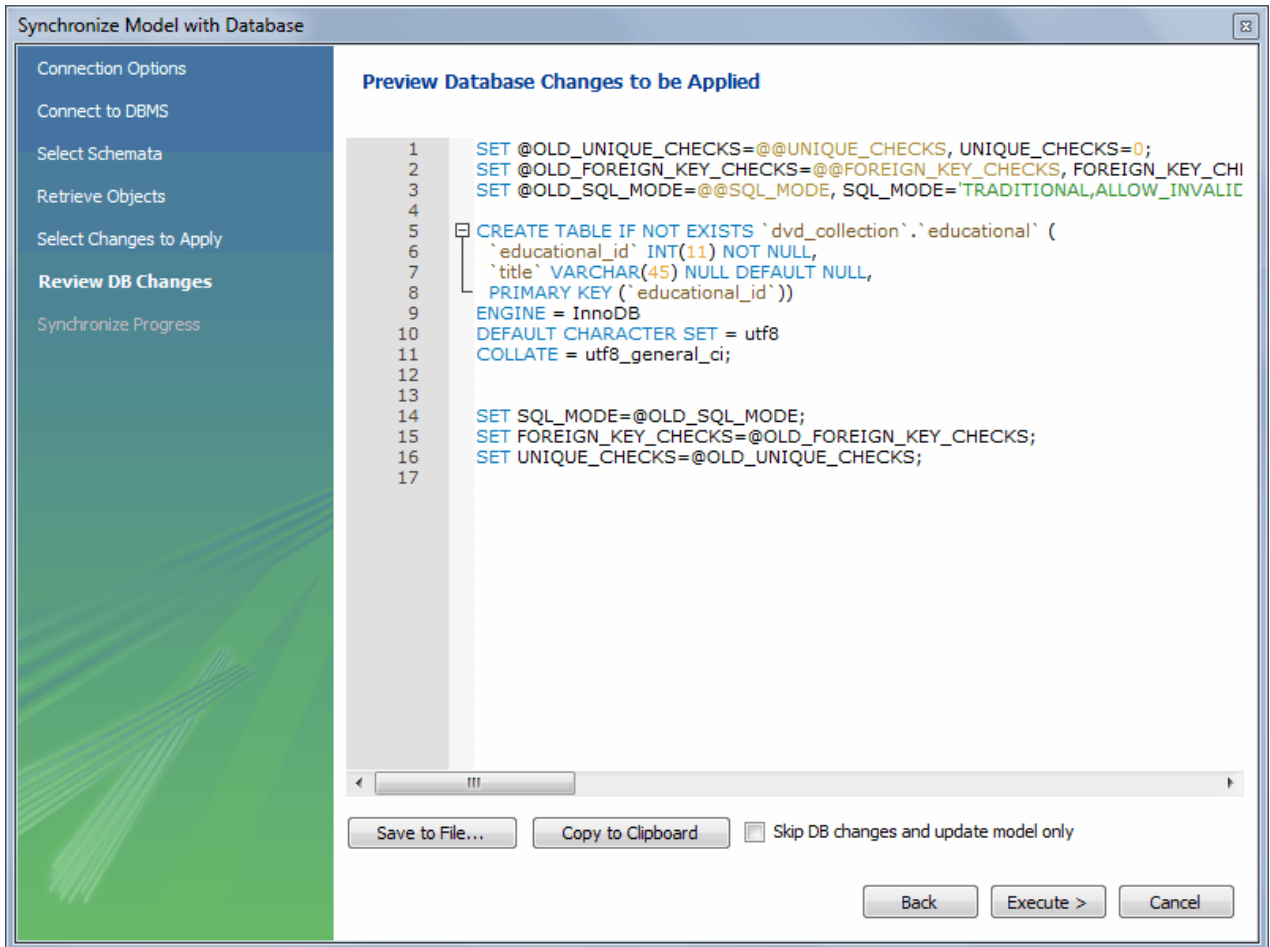 Synchronize Model with Database
Connection Options
Connect to DBMS
Select Schemata
Retrieve Objects
Select Changes to Apply
Review DB Changes
Synchronize Progress
Preview Database Changes to be Applied
1 SET @OLD_UNIQUE_CHECKS=@@UNIQUE_CHECKS, UNIQUE_CHECKS=0;
2 SET @OLD_FOREIGN_KEY_CHECKS=@@FOREIGN_KEY_CHECKS, FOREIGN_KEY_CHE
3 SET @OLD_SQL_MODE=@@SQL_MODE, SQL_MODE='TRADITIONAL,ALLOW_INVALID
4
5 CREATE TABLE IF NOT EXISTS `dvd_collection`.`educational` (
6 `educational_id` INT(11) NOT NULL,
7 `title` VARCHAR(45) NULL DEFAULT NULL,
8 PRIMARY KEY (`educational_id`))
9 ENGINE = InnoDB
10 DEFAULT CHARACTER SET = utf8
11 COLLATE = utf8_general_ci;
12
13
14 SET SQL_MODE=@OLD_SQL_MODE;
15 SET FOREIGN_KEY_CHECKS=@OLD_FOREIGN_KEY_CHECKS;
16 SET UNIQUE_CHECKS=@OLD_UNIQUE_CHECKS;
17
Save to File...
Copy to Clipboard
Skip DB changes and update model only
Back
Execute >
Cancel